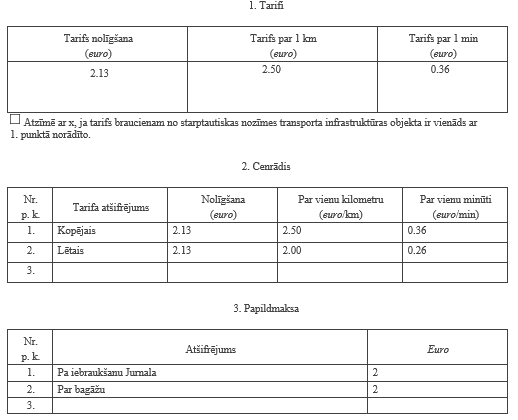 1. Tarifi
Tarifs nolīgšana
(euro)
Tarifs par 1 km
(euro)
Tarifs par 1 min
(euro)
2.13
2.50
0.36
Atzīmē ar x, ja tarifs braucienam no starptautiskas nozīmes transporta infrastruktūras objekta ir vienāds ar
1. punktā norādīto.
2. Cenrādis
Nr.
p. k.
Tarifa atšifrējums
Nolīgšana
(euro)
Par vienu kilometru
(euro/km)
Par vienu minūti
(euro/min)
1. Kopējais 2.13 2.50 0.36
2. Lētais 2.13 2.00 0.26
3.
3. Papildmaksa
Nr.
p. k.
Atšifrējums
Euro
1. Pa iebraukšanu Jurnala 2
2. Par bagāžu 2
3.